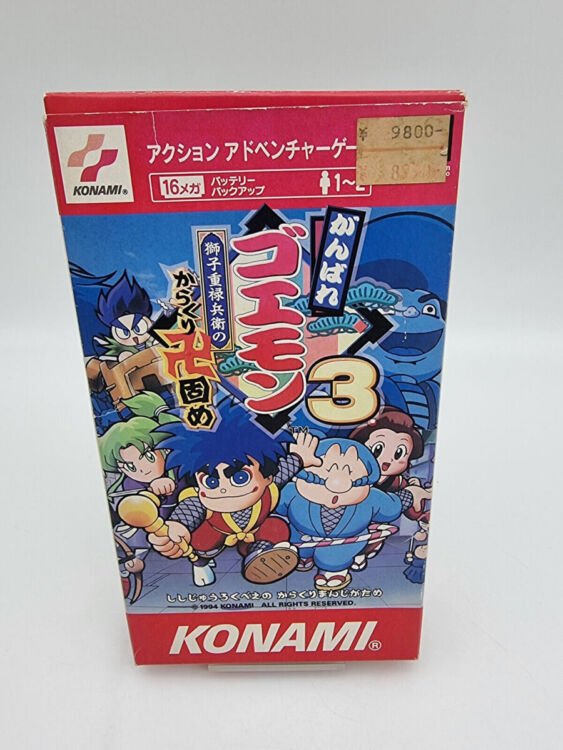 KONAMI®
アクション アドベンチャーゲー
¥ 9800-
16メガ
バッテリー
バックアップ
1〜2
がんばれ
ゴエモン
3
TM
獅子重禄兵衛の
からくり卍固め
ししじゅうろくべえの からくりまんじがため
© 1994 KONAMI ALL RIGHTS RESERVED.
KONAMI®